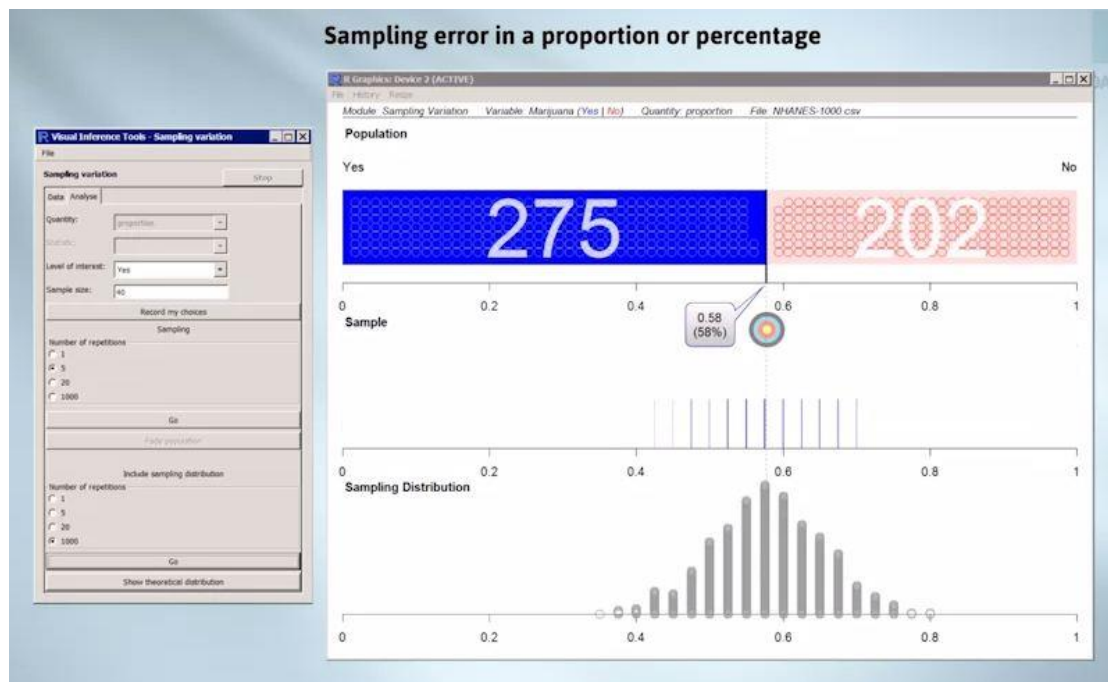 Sampling error in a proportion or percentage
R Graphics: Device 2 (ACTIVE)
File History Resize
Module Sampling Variation Variable Marijuana (Yes | No) Quantity: proportion File NHANES-1000 csv
Population
Yes No
275 202
0 0.2 0.4 0.6 0.8 1
0.58
(58%)
Sample
0 0.2 0.4 0.6 0.8 1
Sampling Distribution
0 0.2 0.4 0.6 0.8 1
Visual Inference Tools - Sampling variation
File
Sampling variation
Stop
Data Analyse
Quantity: proportion
Statistic:
Level of interest: Yes
Sample size: 40
Record my choices
Sampling
Number of repetitions
1
5
20
1000
Go
Fade population
Include sampling distribution
Number of repetitions
1
5
20
1000
Go
Show theoretical distribution